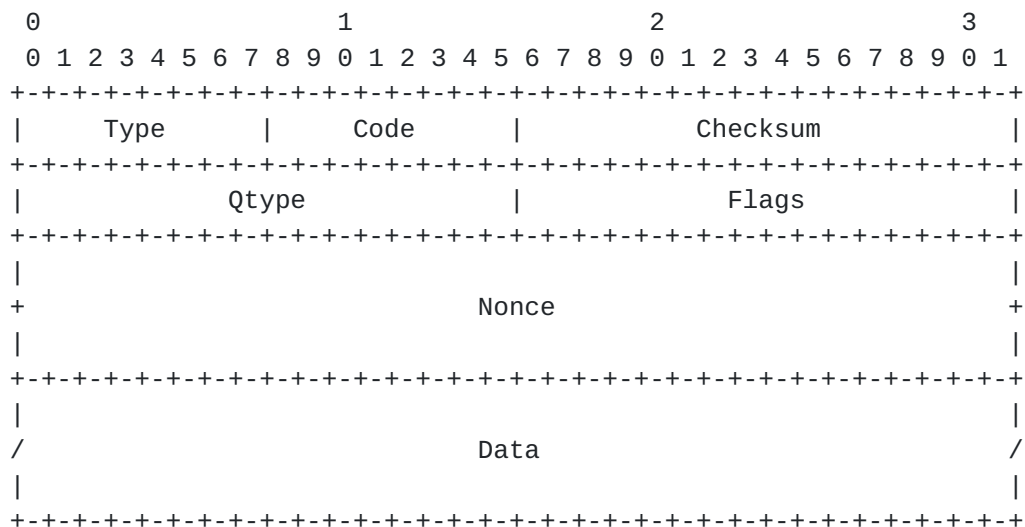 0                   1                   2                   3
 0 1 2 3 4 5 6 7 8 9 0 1 2 3 4 5 6 7 8 9 0 1 2 3 4 5 6 7 8 9 0 1
+-+-+-+-+-+-+-+-+-+-+-+-+-+-+-+-+-+-+-+-+-+-+-+-+-+-+-+-+-+-+-+-+
|     Type      |     Code      |           Checksum            |
+-+-+-+-+-+-+-+-+-+-+-+-+-+-+-+-+-+-+-+-+-+-+-+-+-+-+-+-+-+-+-+-+
|             Qtype             |             Flags             |
+-+-+-+-+-+-+-+-+-+-+-+-+-+-+-+-+-+-+-+-+-+-+-+-+-+-+-+-+-+-+-+-+
|                                                               |
+                             Nonce                             +
|                                                               |
+-+-+-+-+-+-+-+-+-+-+-+-+-+-+-+-+-+-+-+-+-+-+-+-+-+-+-+-+-+-+-+-+
|                                                               |
/                             Data                              /
|                                                               |
+-+-+-+-+-+-+-+-+-+-+-+-+-+-+-+-+-+-+-+-+-+-+-+-+-+-+-+-+-+-+-+-+